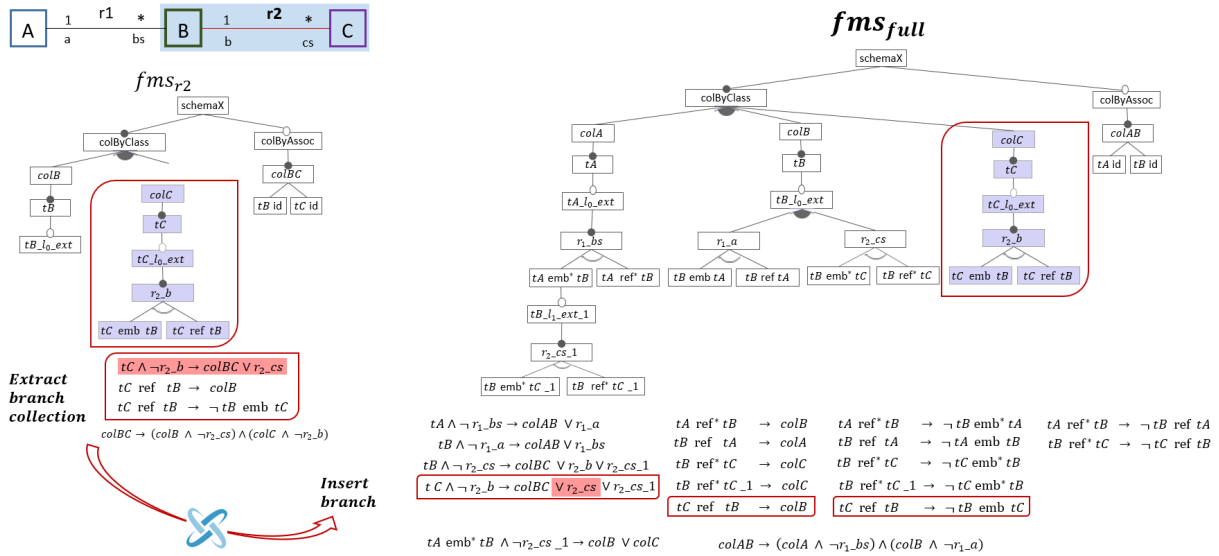 A 1 r1 * B 1 r2 * C
a bs b cs
fms_r2
schemaX
colByClass colByAssoc
colB colC colBC
tB tC tB id tC id
tB_l₀_ext tC_l₀_ext
r₂_b
tC emb tB tC ref tB
Extract
branch
collection
tC ∧ ¬r₂_b → colBC ∨ r₂_cs
tC ref tB → colB
tC ref tB → ¬ tB emb tC
colBC → (colB ∧ ¬r₂_cs) ∧ (colC ∧ ¬r₂_b)
Insert
branch
fms_full
schemaX
colByClass colByAssoc
colA colB colC colAB
tA tB tC tA id tB id
tA_l₀_ext tB_l₀_ext tC_l₀_ext
r₁_bs r₁_a r₂_cs r₂_b
tA emb* tB tA ref* tB tB emb tA tB ref tA tB emb* tC tB ref* tC tC emb tB tC ref tB
tB_l₁_ext_1
r₂_cs_1
tB emb* tC _1 tB ref* tC _1
tA ∧ ¬ r₁_bs → colAB ∨ r₁_a
tB ∧ ¬ r₁_a → colAB ∨ r₁_bs
tB ∧ ¬ r₂_cs → colBC ∨ r₂_b ∨ r₂_cs_1
t C ∧ ¬ r₂_b → colBC ∨ r₂_cs ∨ r₂_cs_1
tA ref* tB → colB
tB ref tA → colA
tB ref* tC → colC
tB ref* tC _1 → colC
tC ref tB → colB
tA ref* tB → ¬ tB emb* tA
tB ref tA → ¬ tA emb tB
tB ref* tC → ¬ tC emb* tB
tB ref* tC _1 → ¬ tC emb* tB
tC ref tB → ¬ tB emb tC
tA ref* tB → ¬ tB ref tA
tB ref* tC → ¬ tC ref tB
tA emb* tB ∧ ¬r₂_cs _1 → colB ∨ colC
colAB → (colA ∧ ¬r₁_bs) ∧ (colB ∧ ¬r₁_a)